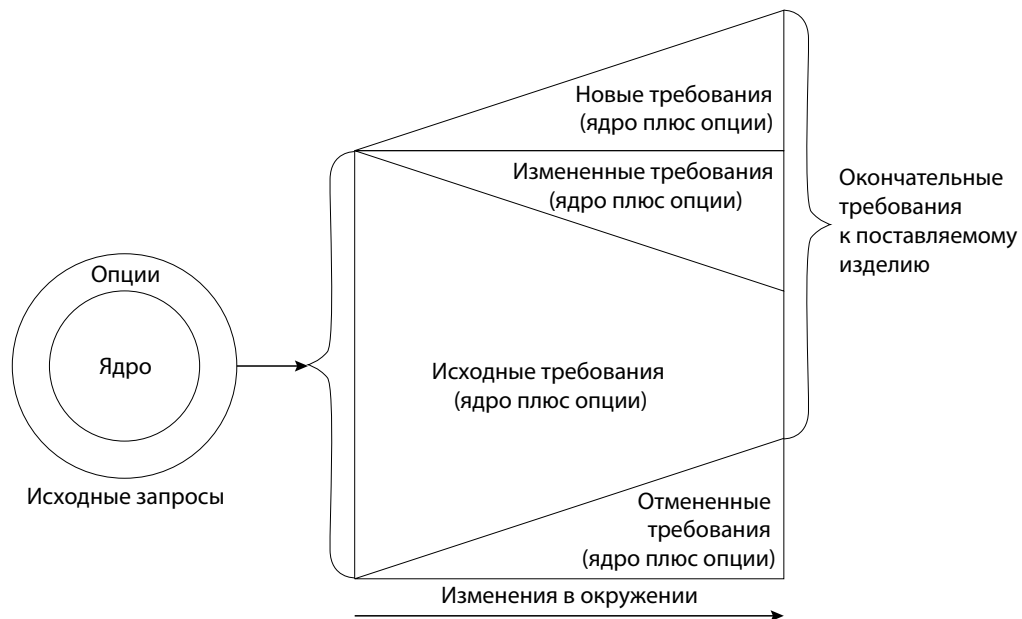 Новые требования
(ядро плюс опции)
Измененные требования
(ядро плюс опции)
Окончательные
требования
к поставляемому
изделию
Опции
Ядро
Исходные требования
(ядро плюс опции)
Исходные запросы
Отмененные
требования
(ядро плюс опции)
Изменения в окружении